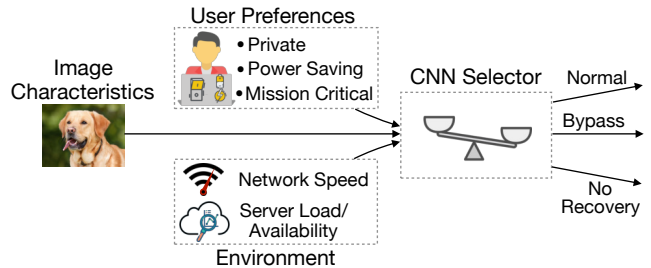 User Preferences
• Private
• Power Saving
• Mission Critical
Image
Characteristics
CNN Selector
Normal
Bypass
No
Recovery
Network Speed
Server Load/
Availability
Environment